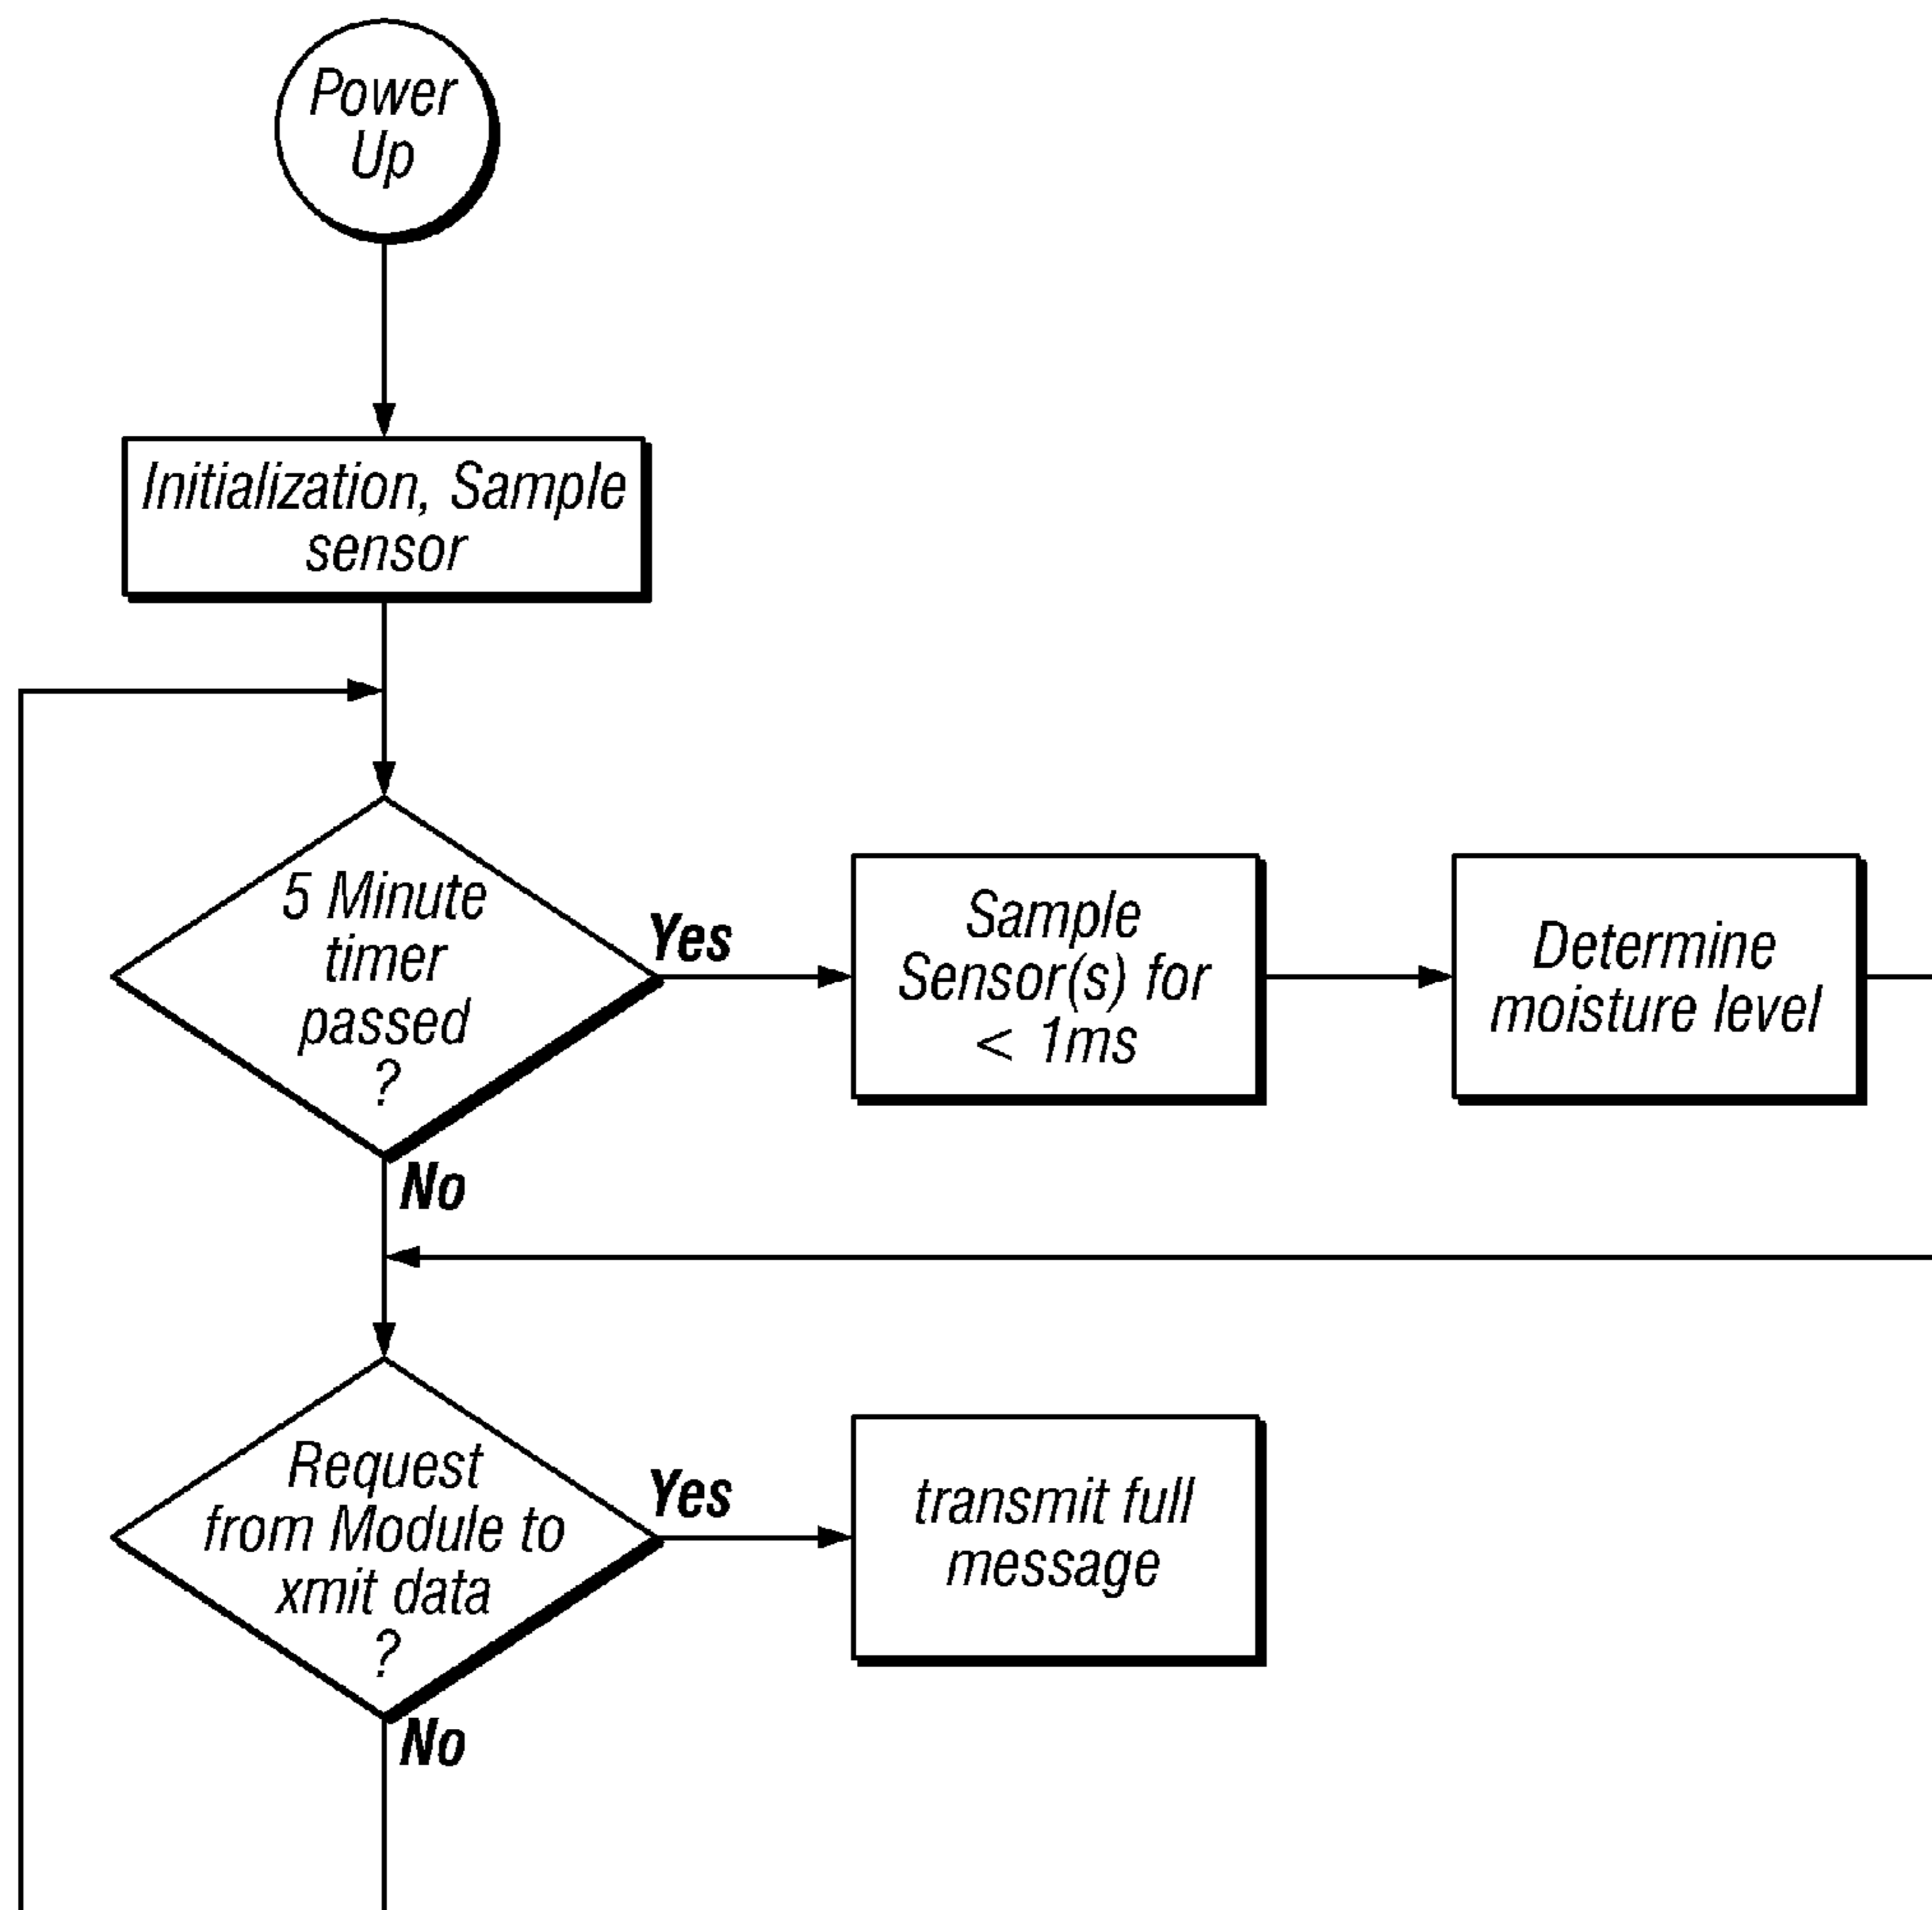 Power
Up
Initialization, Sample
sensor
5 Minute
timer
passed
?
Yes
Sample
Sensor(s) for
< 1ms
Determine
moisture level
No
Request
from Module to
xmit data
?
Yes
transmit full
message
No